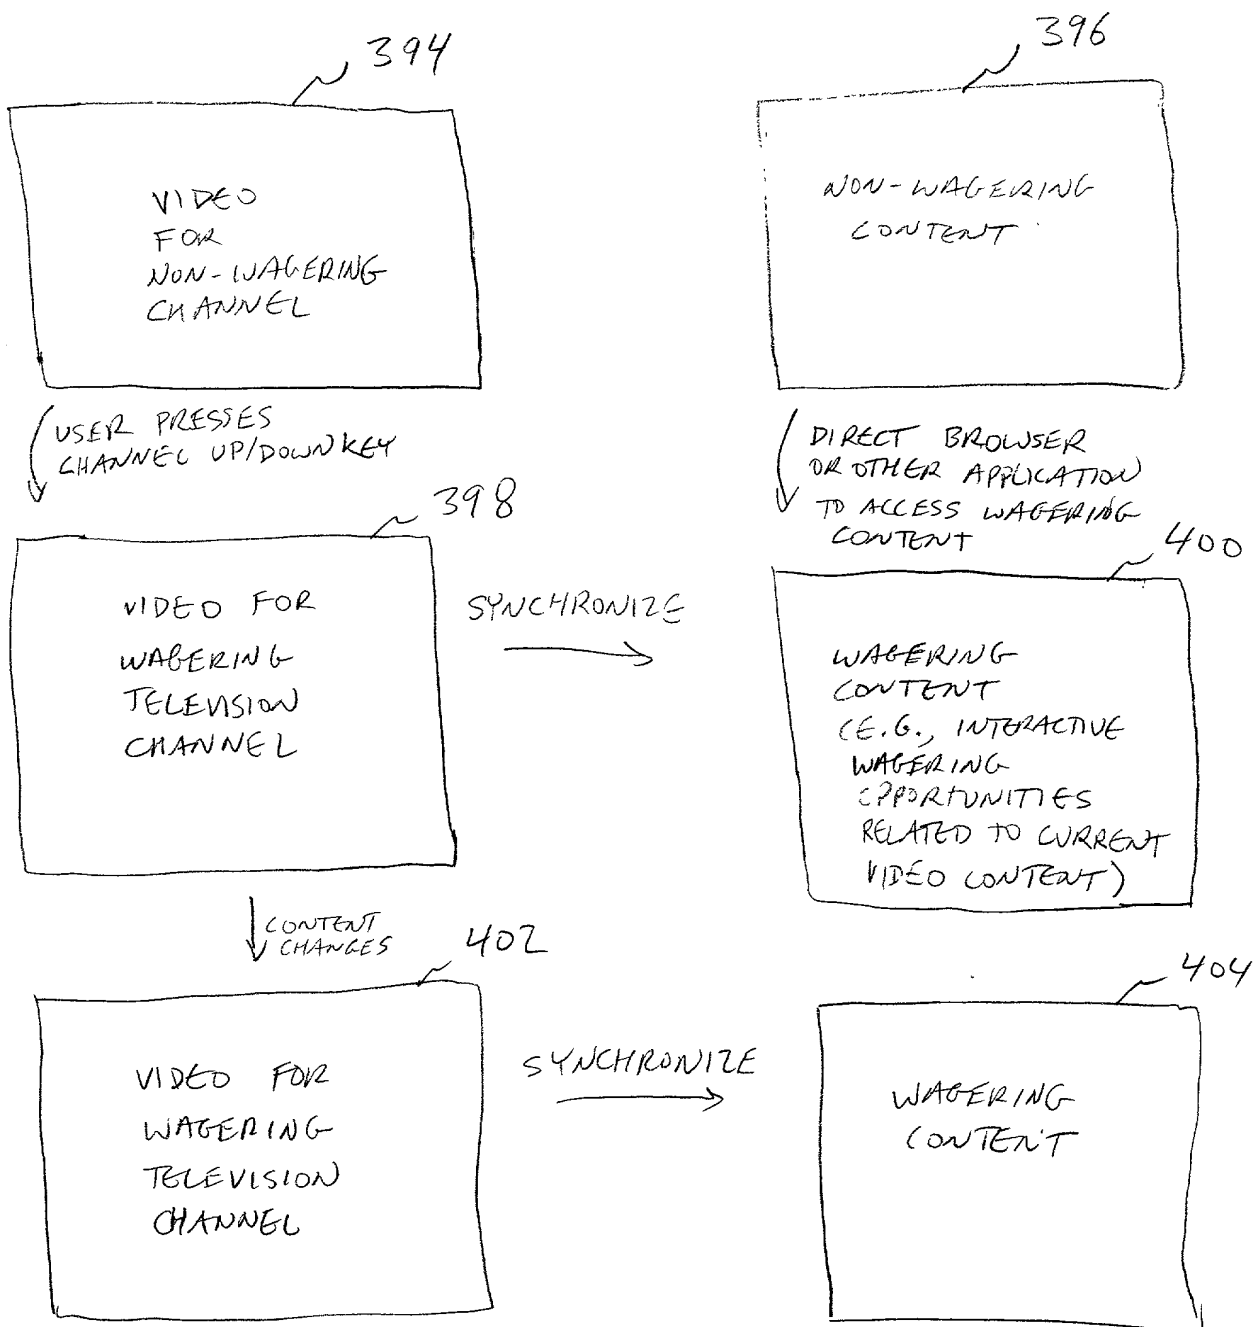 394
VIDEO
FOR
NON-WAGERING
CHANNEL
396
NON-WAGERING
CONTENT
USER PRESSES
CHANNEL UP/DOWN KEY
DIRECT BROWSER
OR OTHER APPLICATION
TO ACCESS WAGERING
CONTENT
398
VIDEO FOR
WAGERING
TELEVISION
CHANNEL
SYNCHRONIZE
400
WAGERING
CONTENT
(E.G., INTERACTIVE
WAGERING
OPPORTUNITIES
RELATED TO CURRENT
VIDEO CONTENT)
CONTENT
CHANGES
402
VIDEO FOR
WAGERING
TELEVISION
CHANNEL
SYNCHRONIZE
404
WAGERING
CONTENT